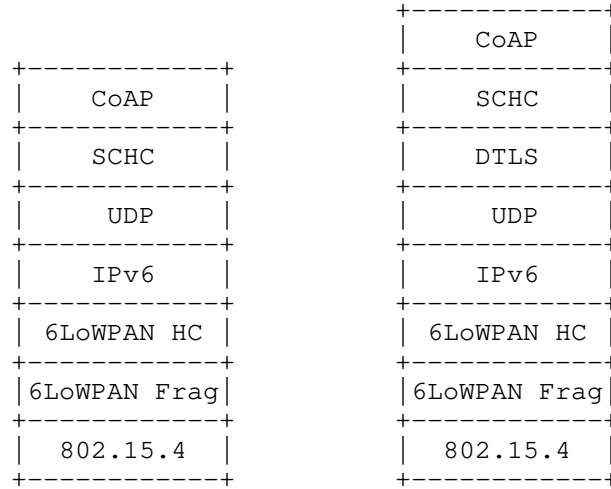 CoAP
CoAP SCHC
SCHC DTLS
UDP UDP
IPv6 IPv6
6LoWPAN HC 6LoWPAN HC
6LoWPAN Frag 6LoWPAN Frag
802.15.4 802.15.4